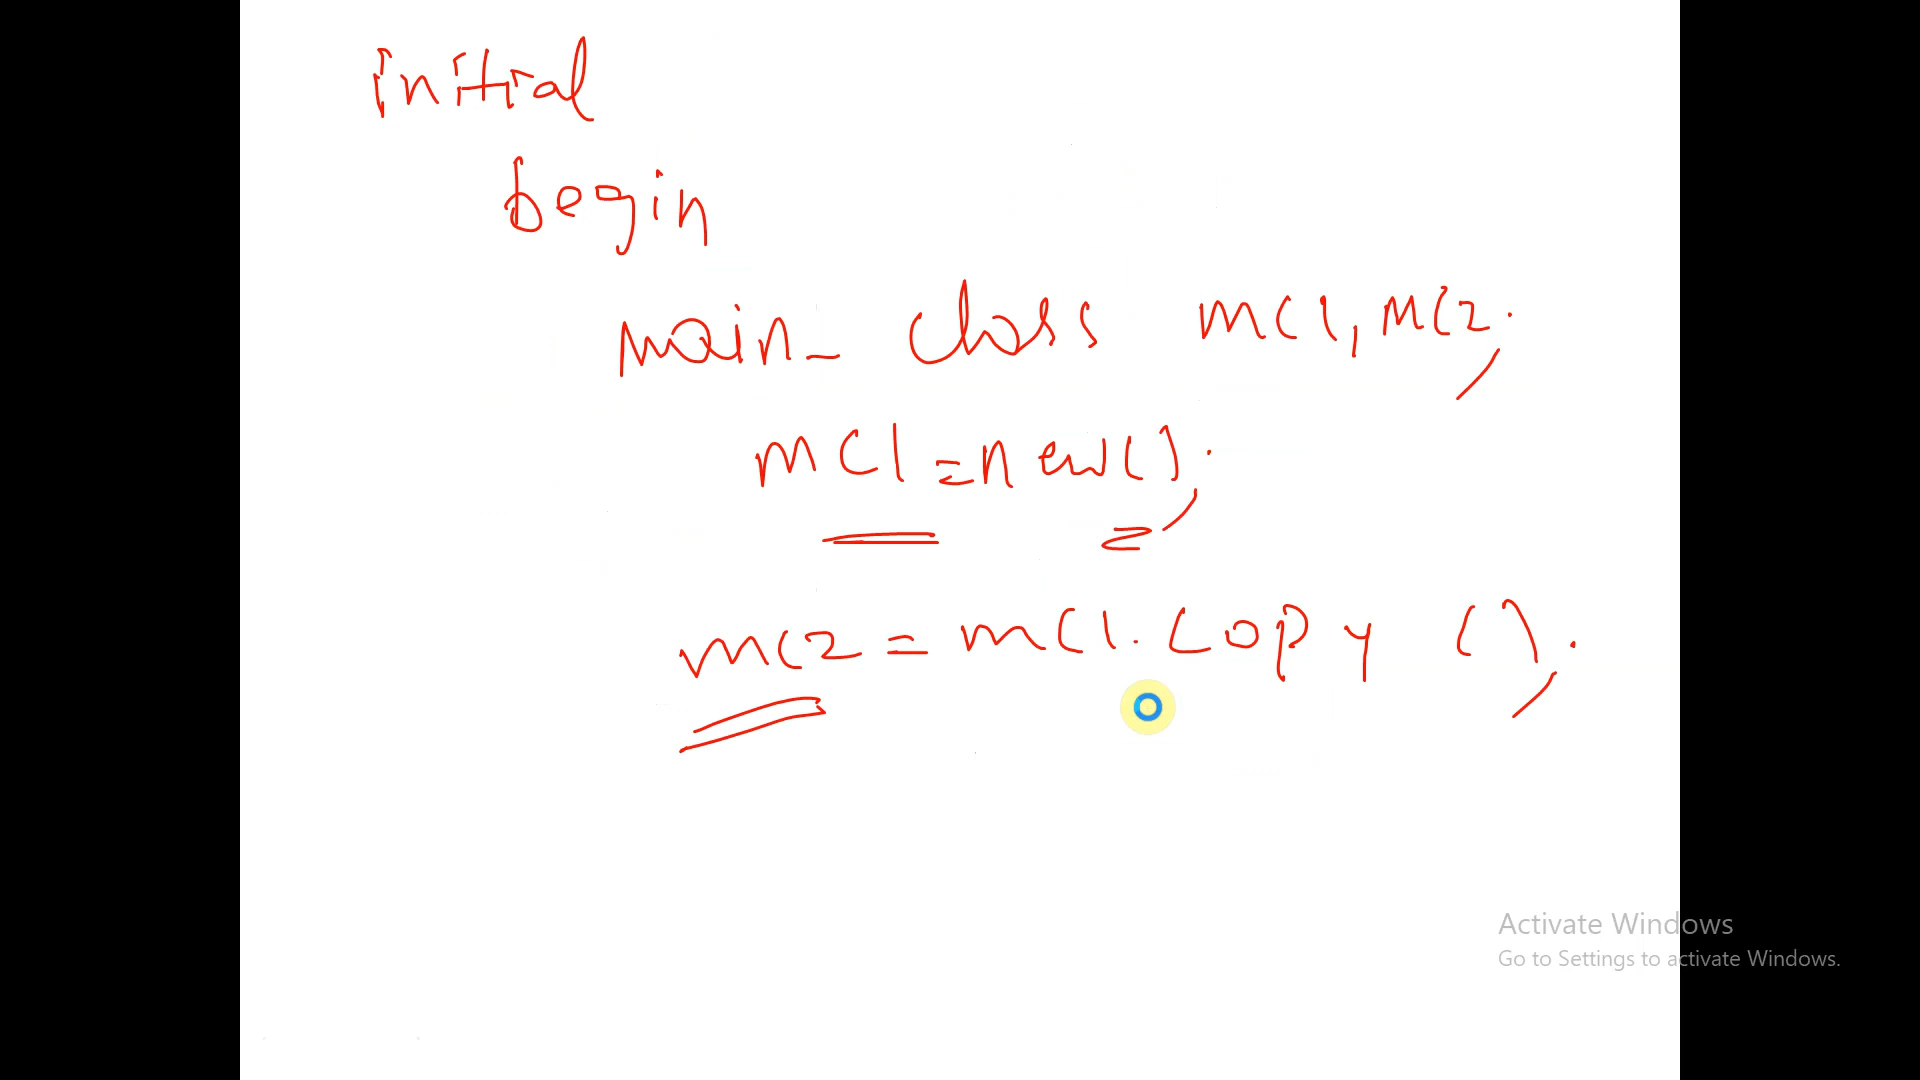 initial
begin
main_class mc1, mc2;
mc1 = new();
mc2 = mc1.copy();
Activate Windows
Go to Settings to activate Windows.